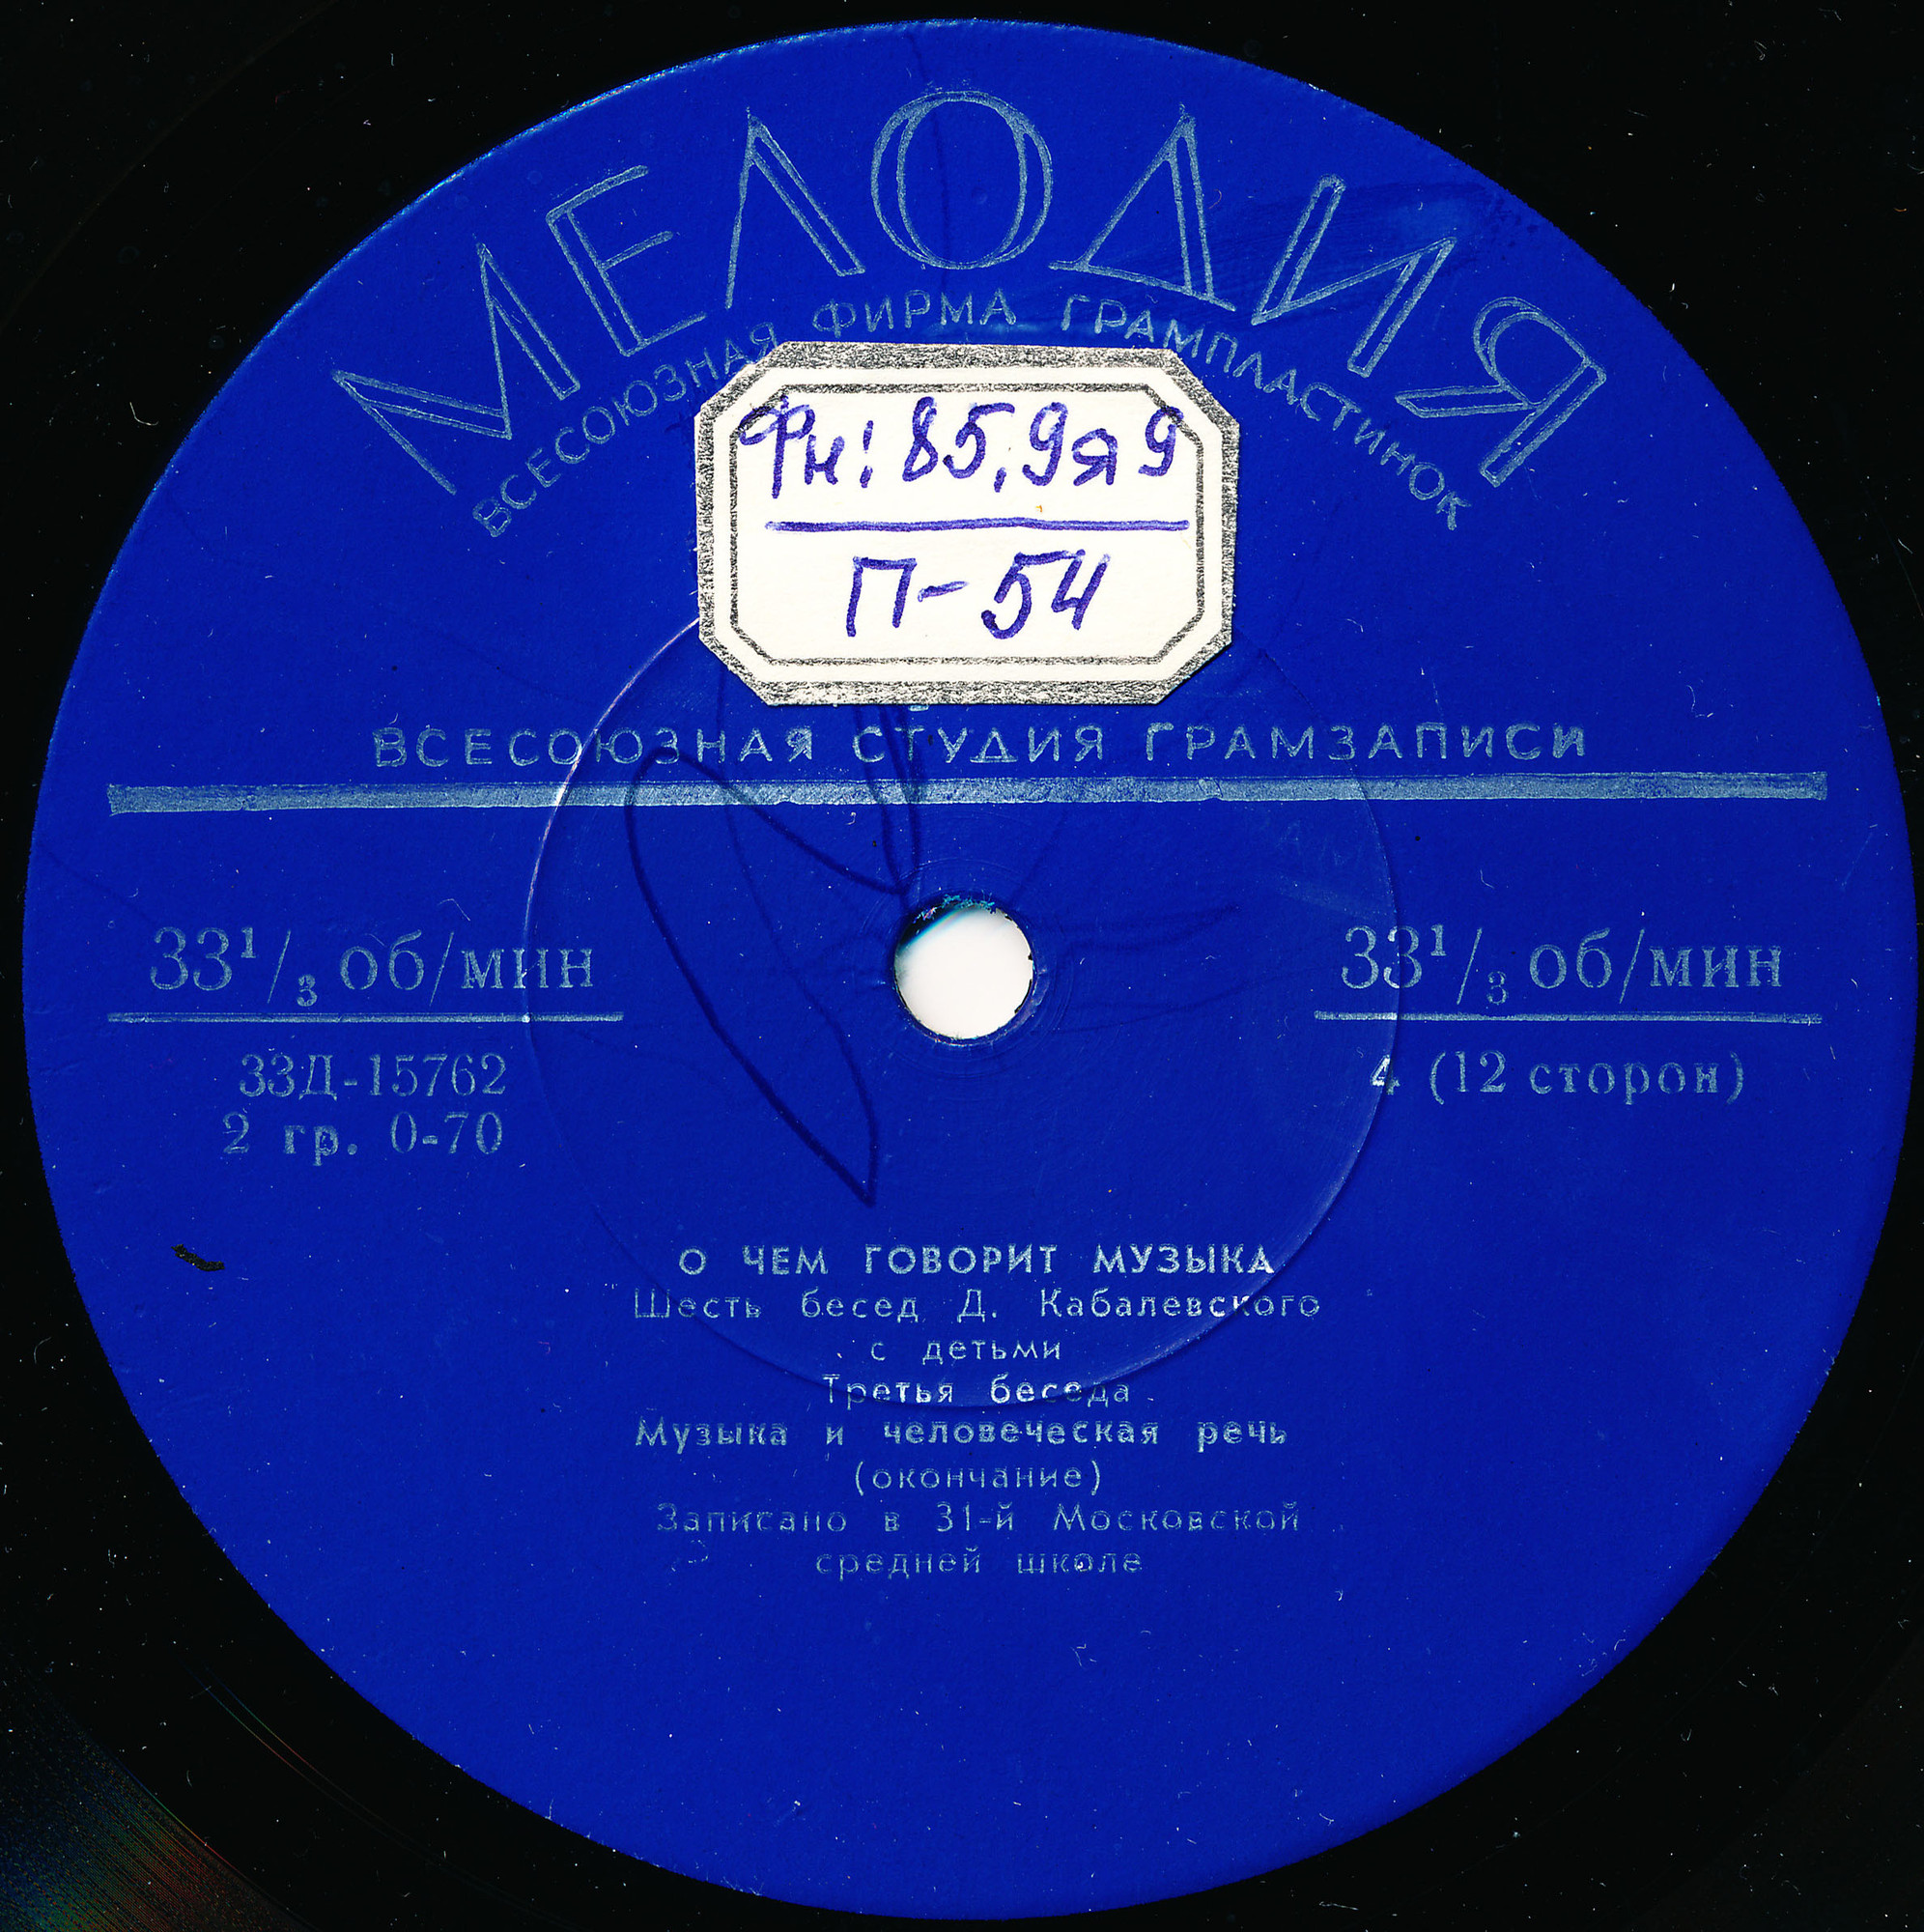 МЕЛОДИЯ
ВСЕСОЮЗНАЯ ФИРМА ГРАМПЛАСТИНОК
Фн: 85,9я9
П-54
ВСЕСОЮЗНАЯ СТУДИЯ ГРАМЗАПИСИ
33¹/₃ об/мин
33Д-15762
2 гр. 0-70
33¹/₃ об/мин
4 (12 сторон)
О ЧЕМ ГОВОРИТ МУЗЫКА
Шесть бесед Д. Кабалевского
с детьми
Третья беседа
Музыка и человеческая речь
(окончание)
Записано в 31-й Московской
средней школе